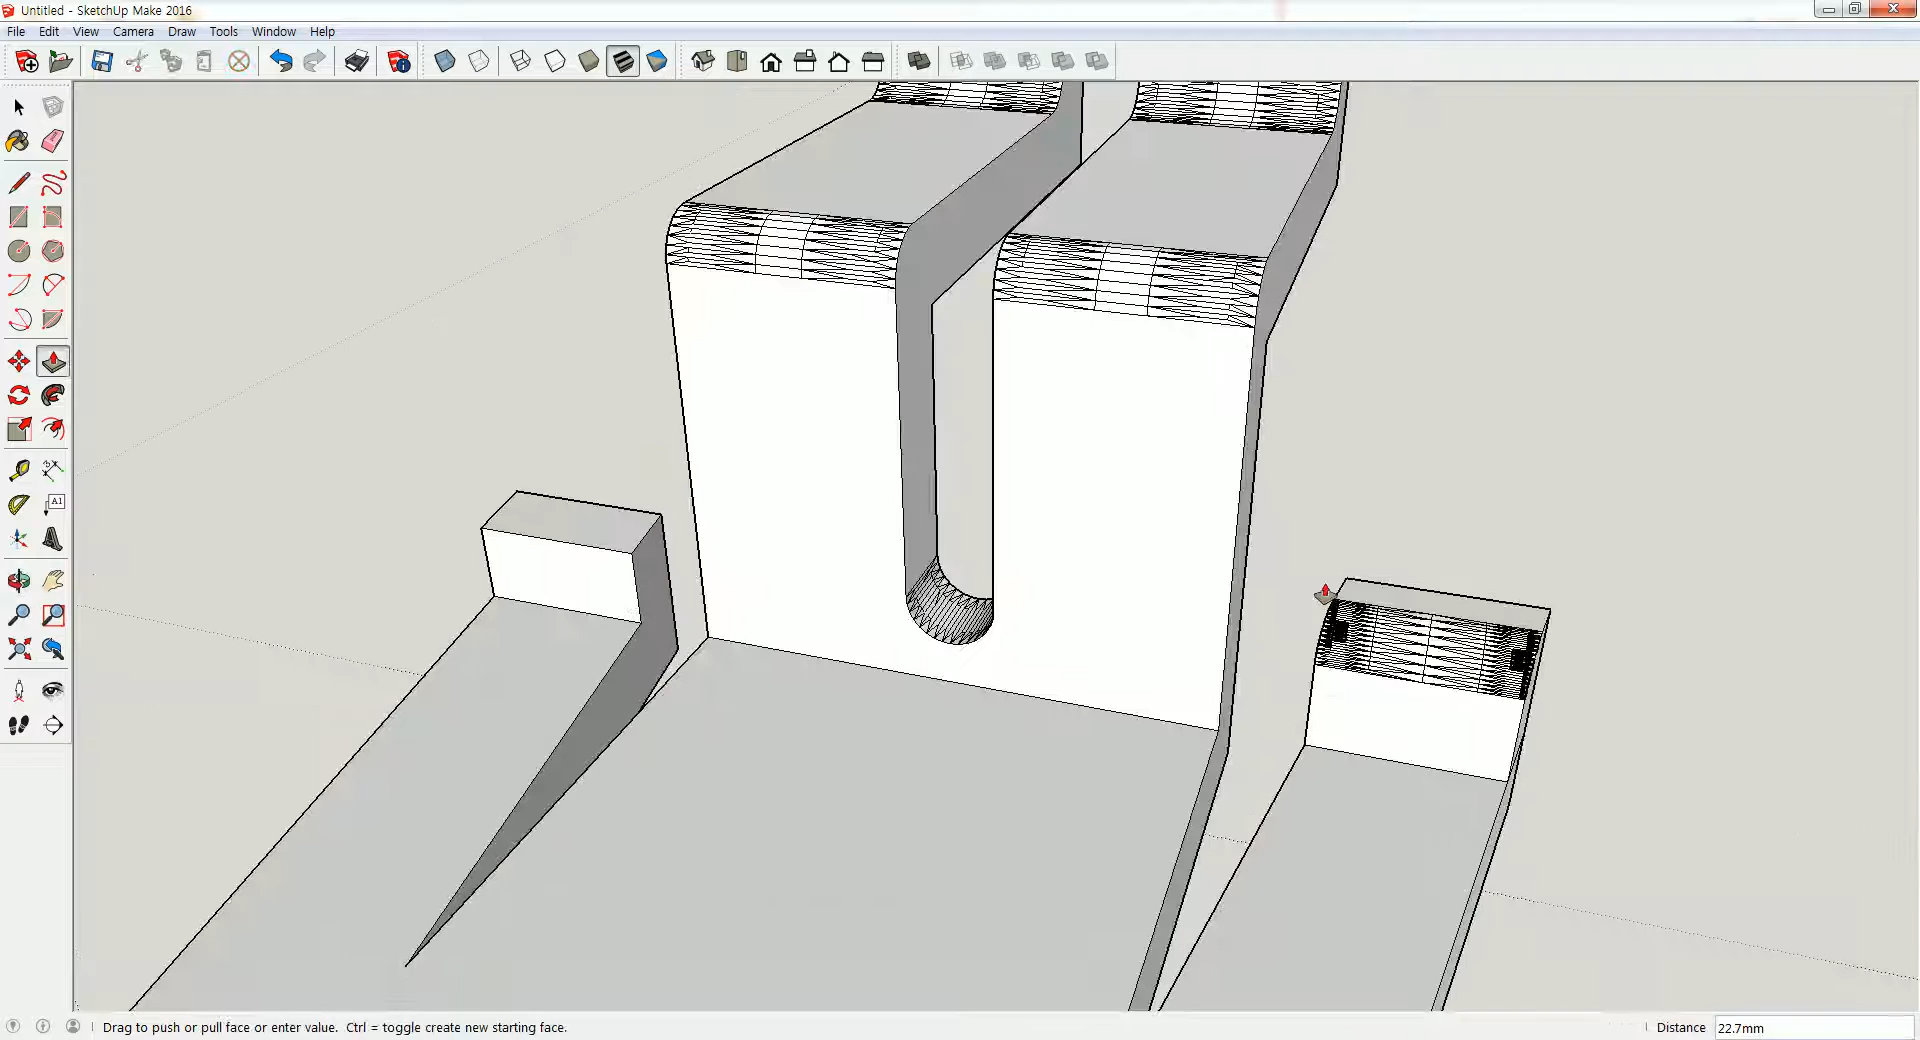 Untitled - SketchUp Make 2016
File Edit View Camera Draw Tools Window Help
A1
Drag to push or pull face or enter value. Ctrl = toggle create new starting face.
Distance 22.7mm